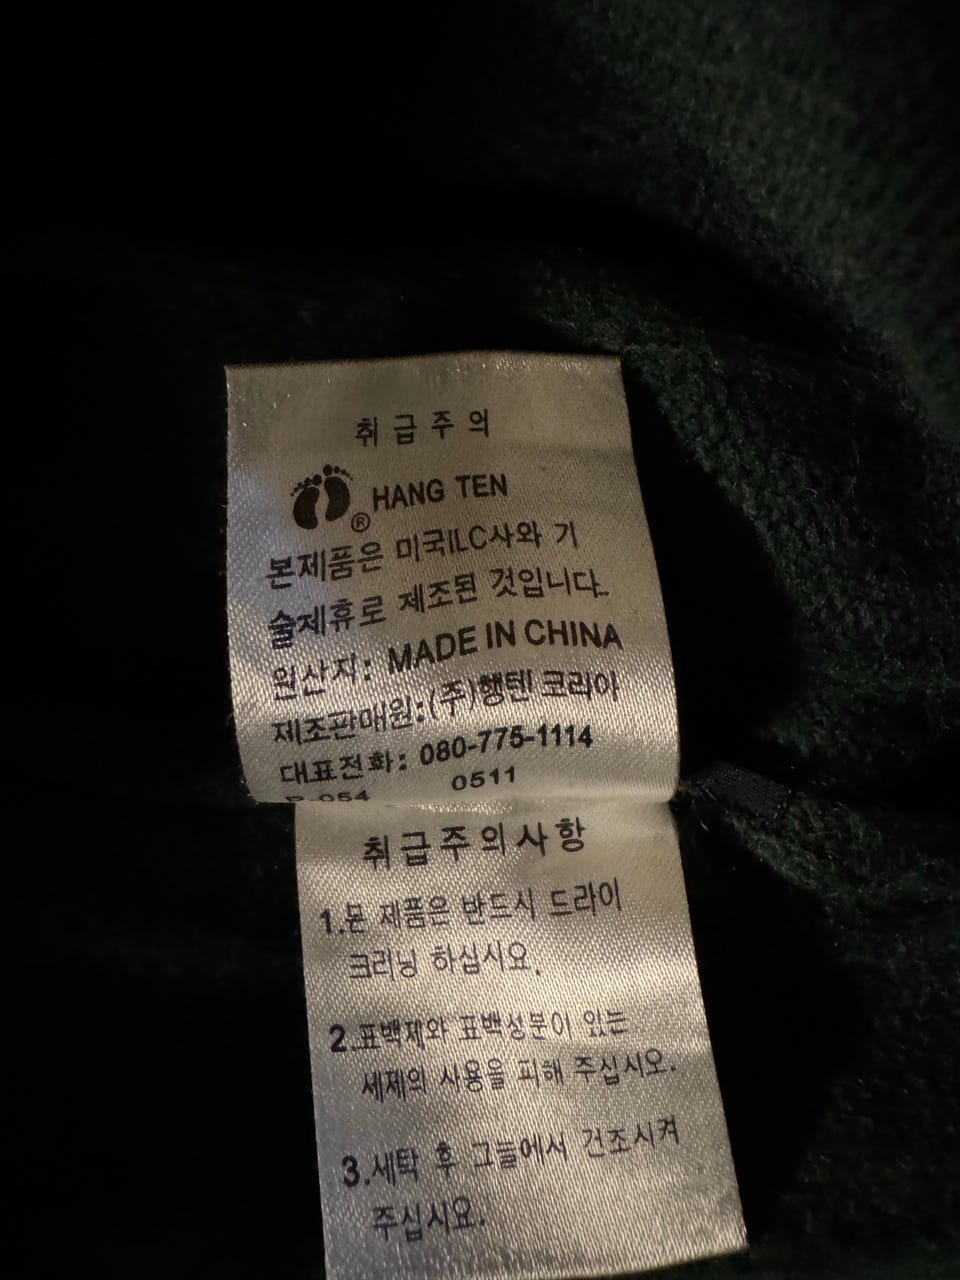 취급주의
HANG TEN
®
본제품은 미국ILC사와 기
술제휴로 제조된 것입니다.
원산지: MADE IN CHINA
제조판매원:(주)행텐 코리아
대표전화: 080-775-1114
0511
취급주의사항
1.본 제품은 반드시 드라이
크리닝 하십시요.
2.표백제와 표백성분이 있는
세제의 사용을 피해 주십시오.
3.세탁 후 그늘에서 건조시켜
주십시요.